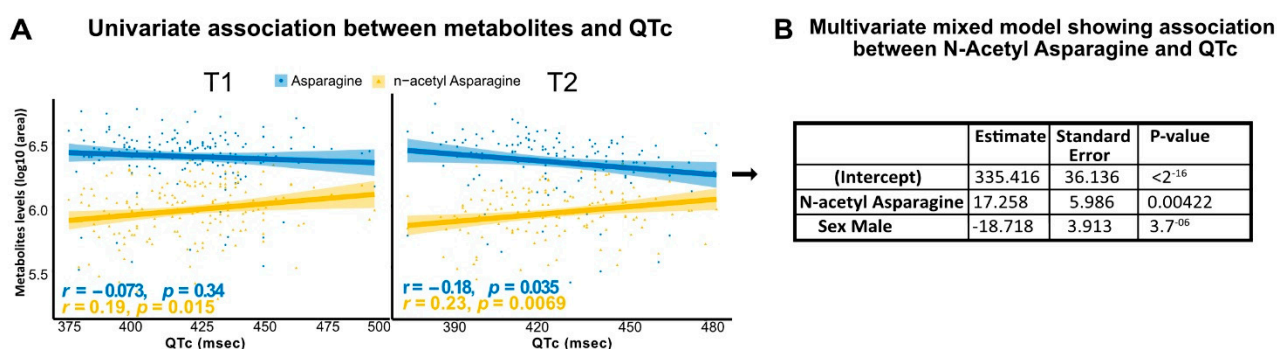 A
Univariate association between metabolites and QTc
T1
Asparagine
n-acetyl Asparagine
T2
Metabolites levels (log10 (area))
6.5
6.0
5.5
r = -0.073, p = 0.34
r = 0.19, p = 0.015
r= -0.18, p = 0.035
r = 0.23, p = 0.0069
375 400 425 450 475 500
390 420 450 480
QTc (msec)
QTc (msec)
B
Multivariate mixed model showing association
between N-Acetyl Asparagine and QTc
Estimate Standard Error P-value
(Intercept) 335.416 36.136 <2⁻¹⁶
N-acetyl Asparagine 17.258 5.986 0.00422
Sex Male -18.718 3.913 3.7⁻⁰⁶